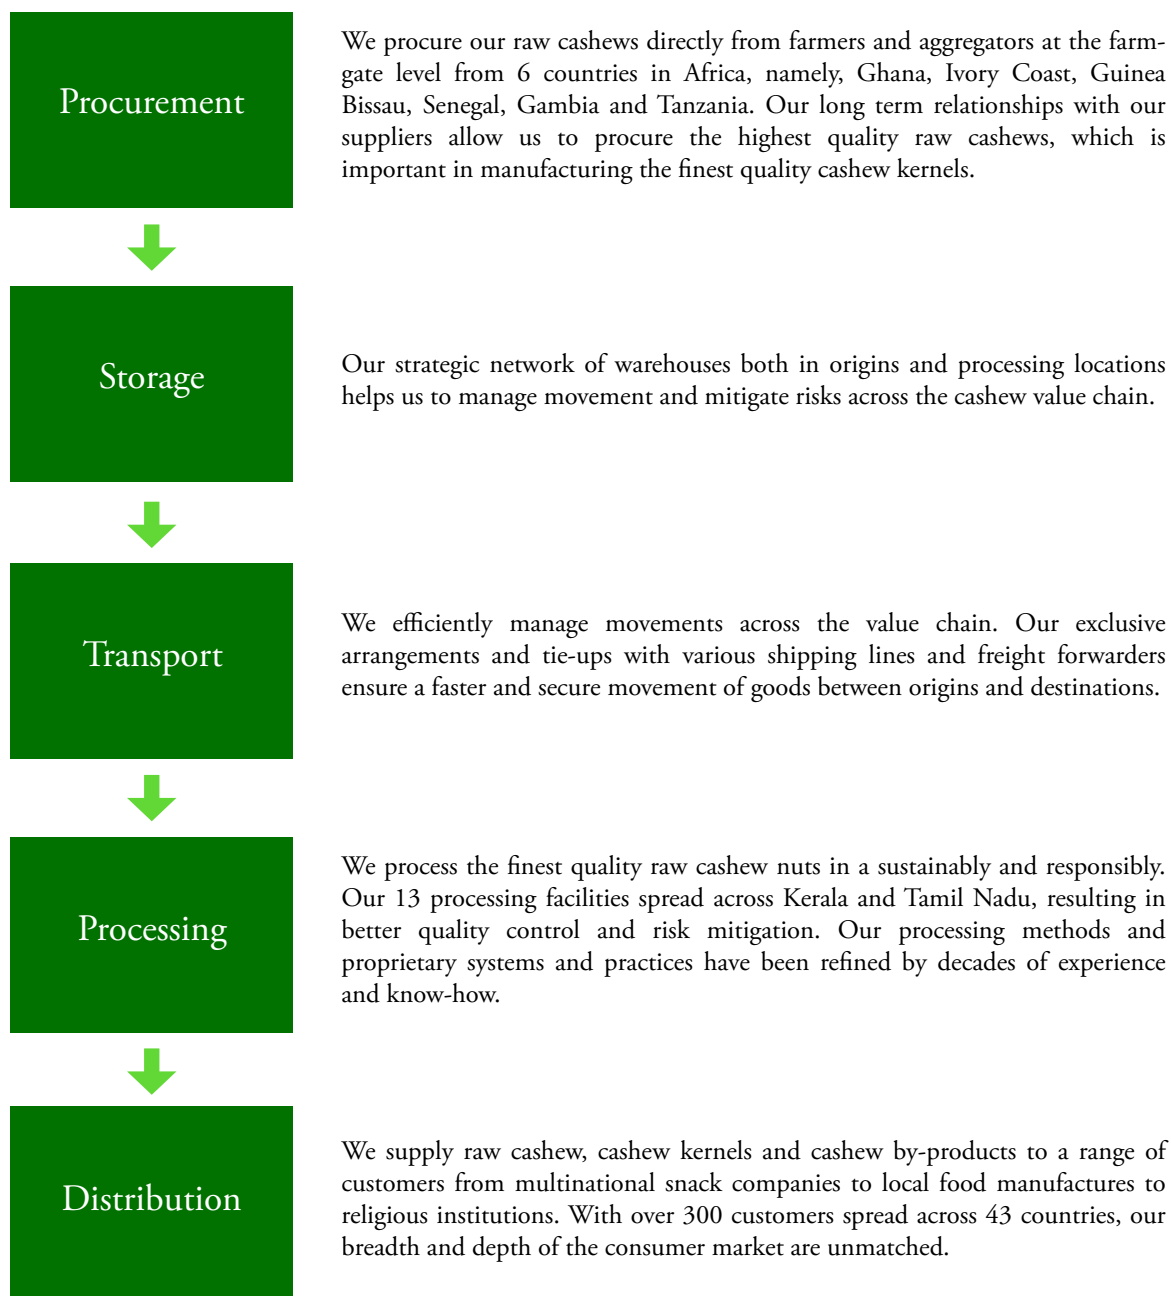 Procurement
We procure our raw cashews directly from farmers and aggregators at the farm-
gate level from 6 countries in Africa, namely, Ghana, Ivory Coast, Guinea
Bissau, Senegal, Gambia and Tanzania. Our long term relationships with our
suppliers allow us to procure the highest quality raw cashews, which is
important in manufacturing the finest quality cashew kernels.
Storage
Our strategic network of warehouses both in origins and processing locations
helps us to manage movement and mitigate risks across the cashew value chain.
Transport
We efficiently manage movements across the value chain. Our exclusive
arrangements and tie-ups with various shipping lines and freight forwarders
ensure a faster and secure movement of goods between origins and destinations.
Processing
We process the finest quality raw cashew nuts in a sustainably and responsibly.
Our 13 processing facilities spread across Kerala and Tamil Nadu, resulting in
better quality control and risk mitigation. Our processing methods and
proprietary systems and practices have been refined by decades of experience
and know-how.
Distribution
We supply raw cashew, cashew kernels and cashew by-products to a range of
customers from multinational snack companies to local food manufactures to
religious institutions. With over 300 customers spread across 43 countries, our
breadth and depth of the consumer market are unmatched.